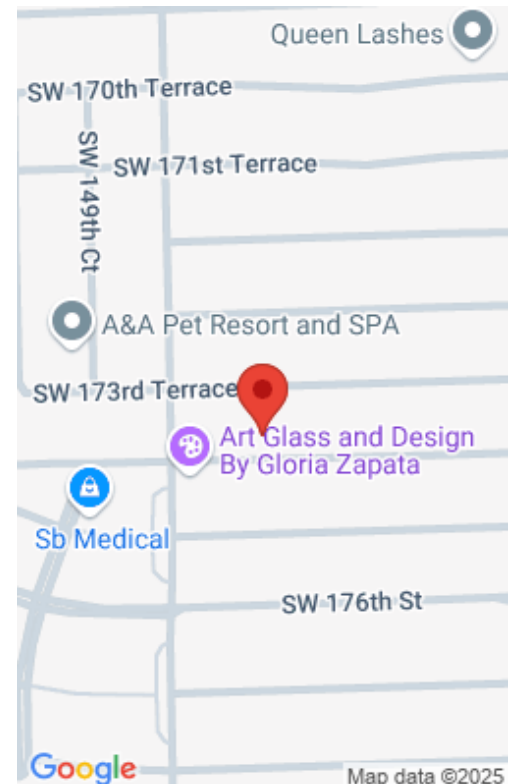 Queen Lashes
SW 170th Terrace
SW 171st Terrace
SW 149th Ct
A&A Pet Resort and SPA
SW 173rd Terrace
Art Glass and Design
By Gloria Zapata
Sb Medical
SW 176th St
Google
Map data ©2025